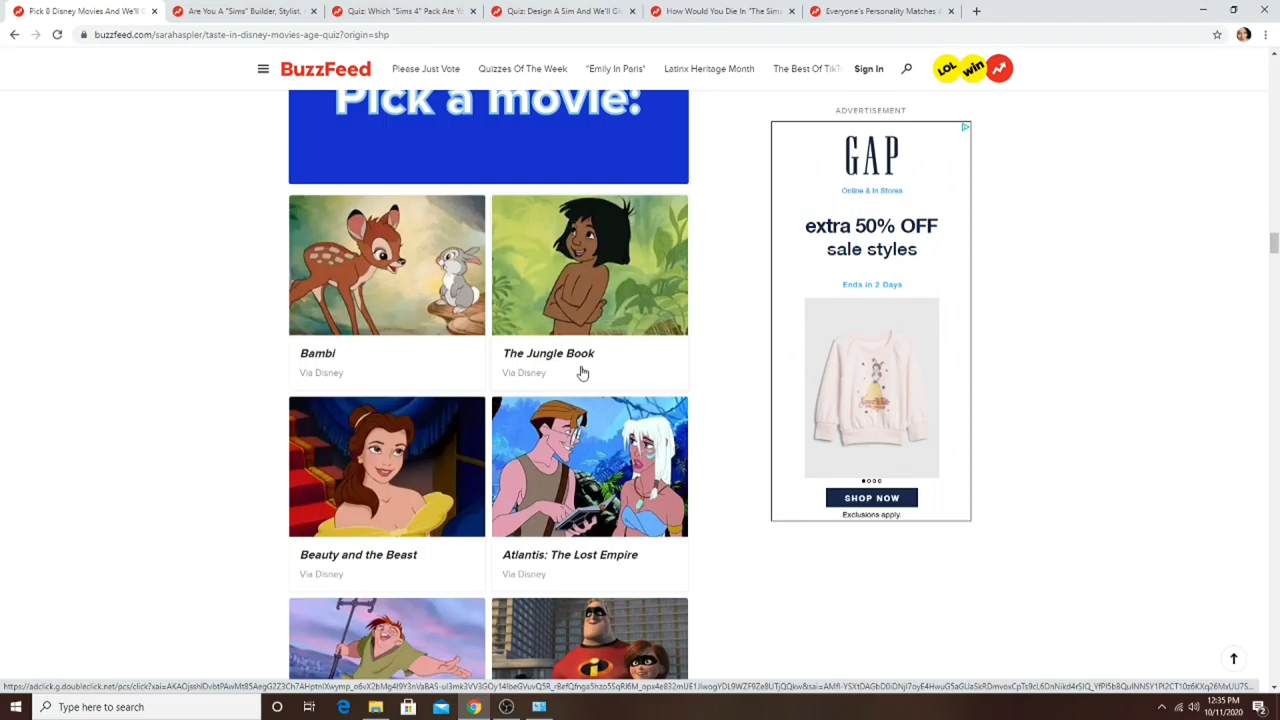 Pick 8 Disney Movies And We'll G
Are You A "Sims" Builder, Stylist,
Quiz: Which "Sims 4" Pack Are Yo
Quiz: Design A Sim And We'll Giv
How Would You Die In "The Sims
Everyone's Personality Matches A
buzzfeed.com/sarahaspler/taste-in-disney-movies-age-quiz?origin=shp
BuzzFeed
Please Just Vote
Quizzes Of The Week
"Emily In Paris"
Latinx Heritage Month
The Best Of TikTo
Sign In
LOL
win
Pick a movie:
ADVERTISEMENT
GAP
Online & In Stores
extra 50% OFF
sale styles
Ends in 2 Days
SHOP NOW
Exclusions apply.
Bambi
Via Disney
The Jungle Book
Via Disney
Beauty and the Beast
Via Disney
Atlantis: The Lost Empire
Via Disney
Type here to search
12:35 PM
10/11/2020
2